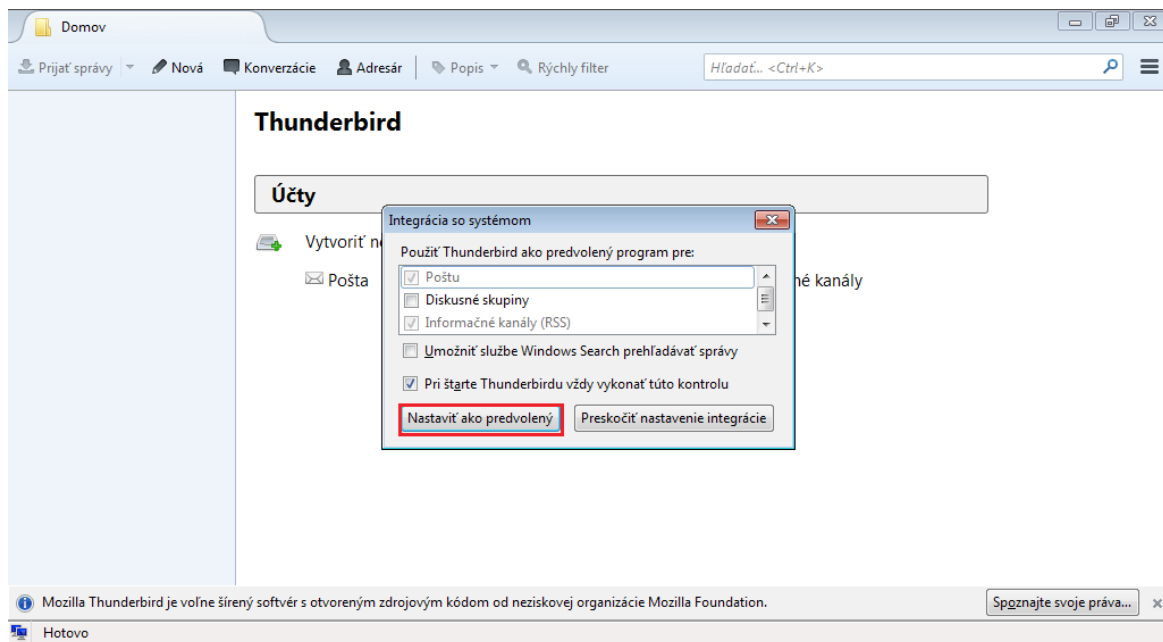 Domov
Prijať správy Nová Konverzácie Adresár Popis Rýchly filter Hľadať... <Ctrl+K>
Thunderbird
Účty
Integrácia so systémom
Vytvoriť
Použiť Thunderbird ako predvolený program pre:
Poštu
Pošta
né kanály
Diskusné skupiny
Informačné kanály (RSS)
Umožniť službe Windows Search prehľadávať správy
Pri štarte Thunderbirdu vždy vykonať túto kontrolu
Nastaviť ako predvolený Preskočiť nastavenie integrácie
Mozilla Thunderbird je voľne šírený softvér s otvoreným zdrojovým kódom od neziskovej organizácie Mozilla Foundation. Spoznajte svoje práva...
Hotovo